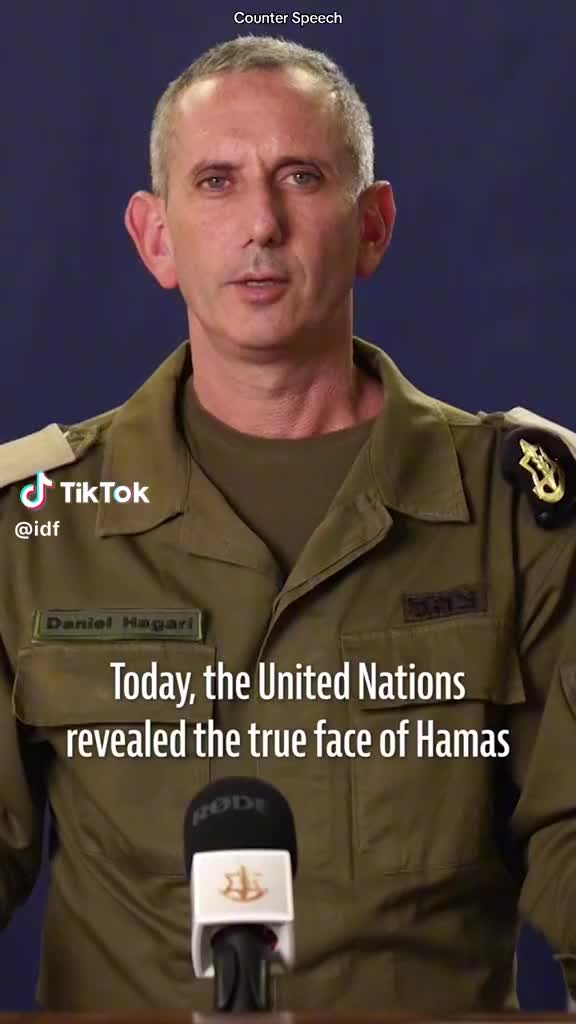 Counter Speech
TikTok
@idf
Daniel Hagari
Today, the United Nations
revealed the true face of Hamas
RØDE